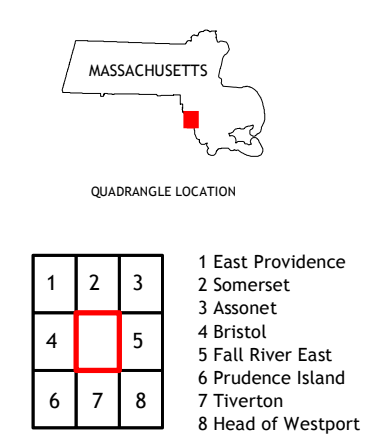 MASSACHUSETTS
QUADRANGLE LOCATION
1 2 3
4 5
6 7 8
1 East Providence
2 Somerset
3 Assonet
4 Bristol
5 Fall River East
6 Prudence Island
7 Tiverton
8 Head of Westport